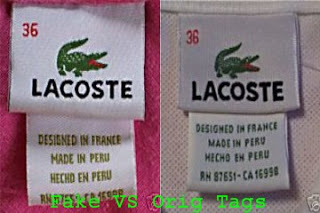 36
LACOSTE
DESIGNED IN FRANCE
MADE IN PERU
HECHO EN PERU
36
LACOSTE
DESIGNED IN FRANCE
MADE IN PERU
HECHO EN PERU
RN 87651-CA 16998
Fake VS Orig Tags